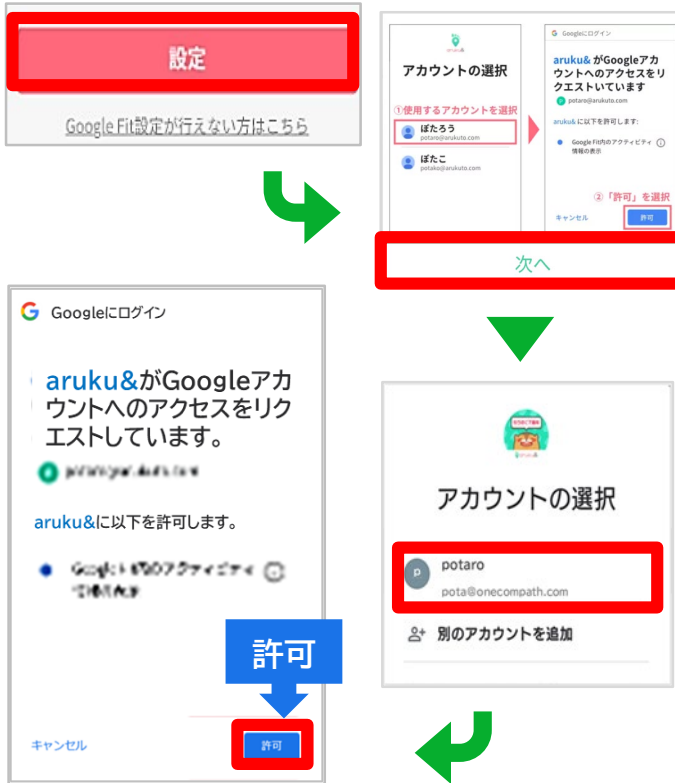 設定
Google Fit設定が行えない方はこちら
aruku&
アカウントの選択
①使用するアカウントを選択
ぽたろう
potaro@arukuto.com
ぽたこ
potako@arukuto.com
Googleにログイン
aruku& がGoogleアカ
ウントへのアクセスをリ
クエストいています
potaro@arukuto.com
aruku& に以下を許可します:
Google Fit内のアクティビティ
情報の表示
②「許可」を選択
キャンセル
許可
次へ
aruku&
アカウントの選択
P
potaro
pota@onecompath.com
別のアカウントを追加
Googleにログイン
aruku&がGoogleアカ
ウントへのアクセスをリク
エストしています。
aruku&に以下を許可します。
許可
キャンセル
許可